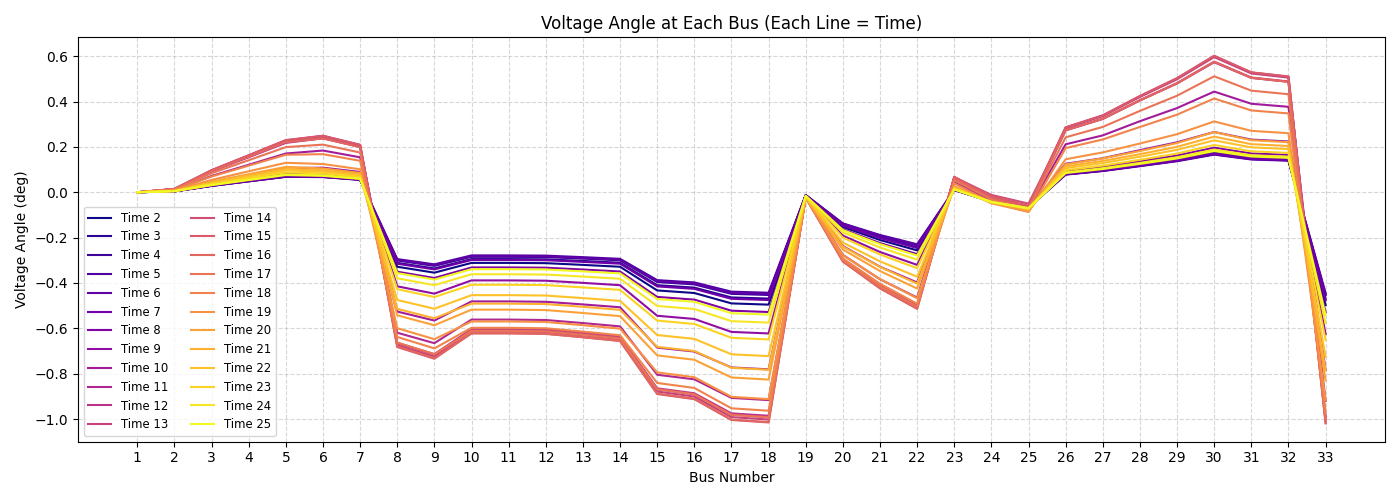 Voltage Angle at Each Bus (Each Line = Time)
Voltage Angle (deg)
0.6
0.4
0.2
0.0
−0.2
−0.4
−0.6
−0.8
−1.0
Time 2
Time 3
Time 4
Time 5
Time 6
Time 7
Time 8
Time 9
Time 10
Time 11
Time 12
Time 13
Time 14
Time 15
Time 16
Time 17
Time 18
Time 19
Time 20
Time 21
Time 22
Time 23
Time 24
Time 25
1 2 3 4 5 6 7 8 9 10 11 12 13 14 15 16 17 18 19 20 21 22 23 24 25 26 27 28 29 30 31 32 33
Bus Number